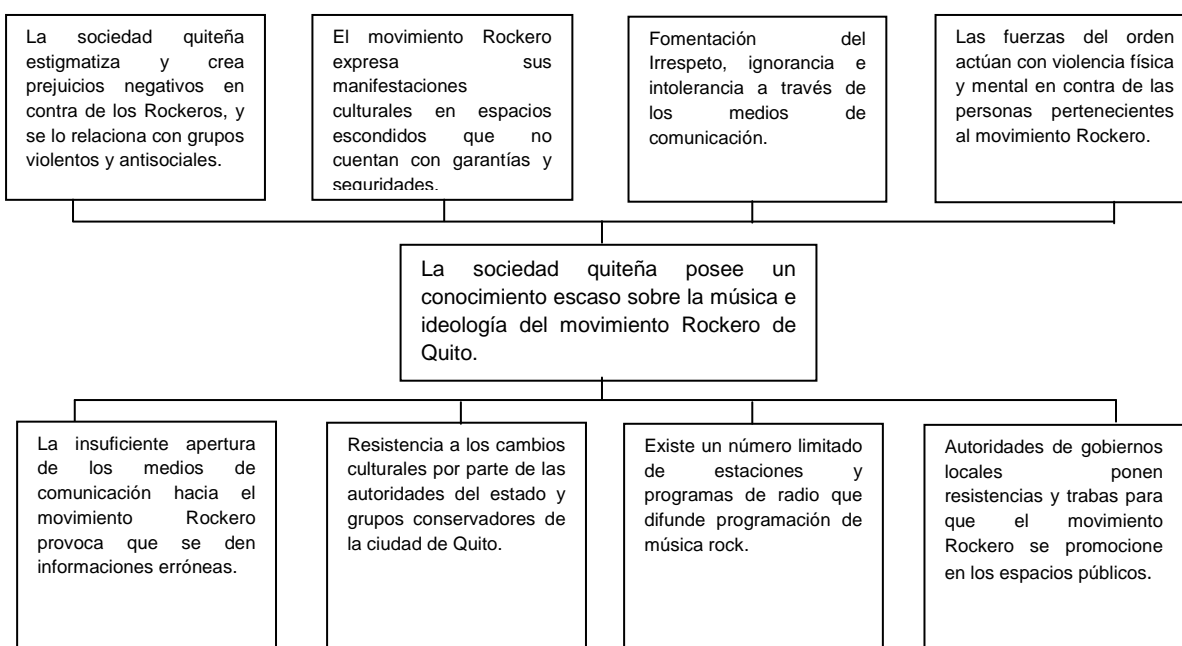 La sociedad quiteña
estigmatiza y crea
prejuicios negativos en
contra de los Rockeros, y
se lo relaciona con grupos
violentos y antisociales.
El movimiento Rockero
expresa sus
manifestaciones
culturales en espacios
escondidos que no
cuentan con garantías y
seguridades.
Fomentación del
Irrespeto, ignorancia e
intolerancia a través de
los medios de
comunicación.
Las fuerzas del orden
actúan con violencia física
y mental en contra de las
personas pertenecientes
al movimiento Rockero.
La sociedad quiteña posee un
conocimiento escaso sobre la música e
ideología del movimiento Rockero de
Quito.
La insuficiente apertura
de los medios de
comunicación hacia el
movimiento Rockero
provoca que se den
informaciones erróneas.
Resistencia a los cambios
culturales por parte de las
autoridades del estado y
grupos conservadores de
la ciudad de Quito.
Existe un número limitado
de estaciones y
programas de radio que
difunde programación de
música rock.
Autoridades de gobiernos
locales ponen
resistencias y trabas para
que el movimiento
Rockero se promocione
en los espacios públicos.